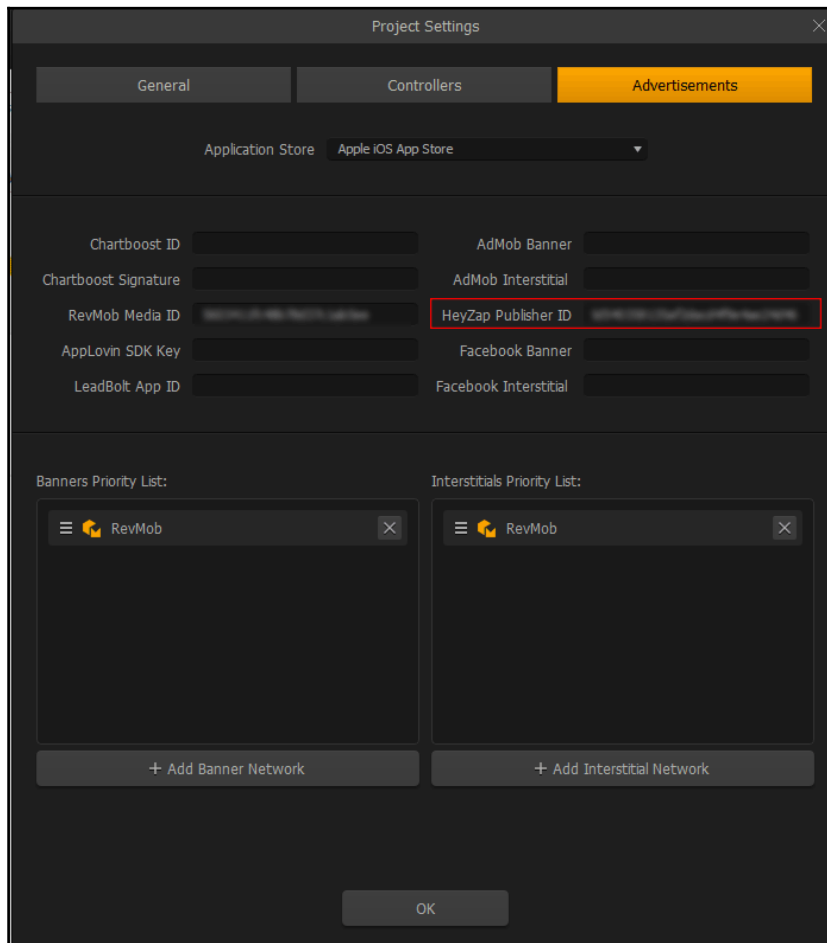 Project Settings
General
Controllers
Advertisements
Application Store
Apple iOS App Store
Chartboost ID
AdMob Banner
Chartboost Signature
AdMob Interstitial
RevMob Media ID
HeyZap Publisher ID
AppLovin SDK Key
Facebook Banner
LeadBolt App ID
Facebook Interstitial
Banners Priority List:
Interstitials Priority List:
RevMob
RevMob
+ Add Banner Network
+ Add Interstitial Network
OK